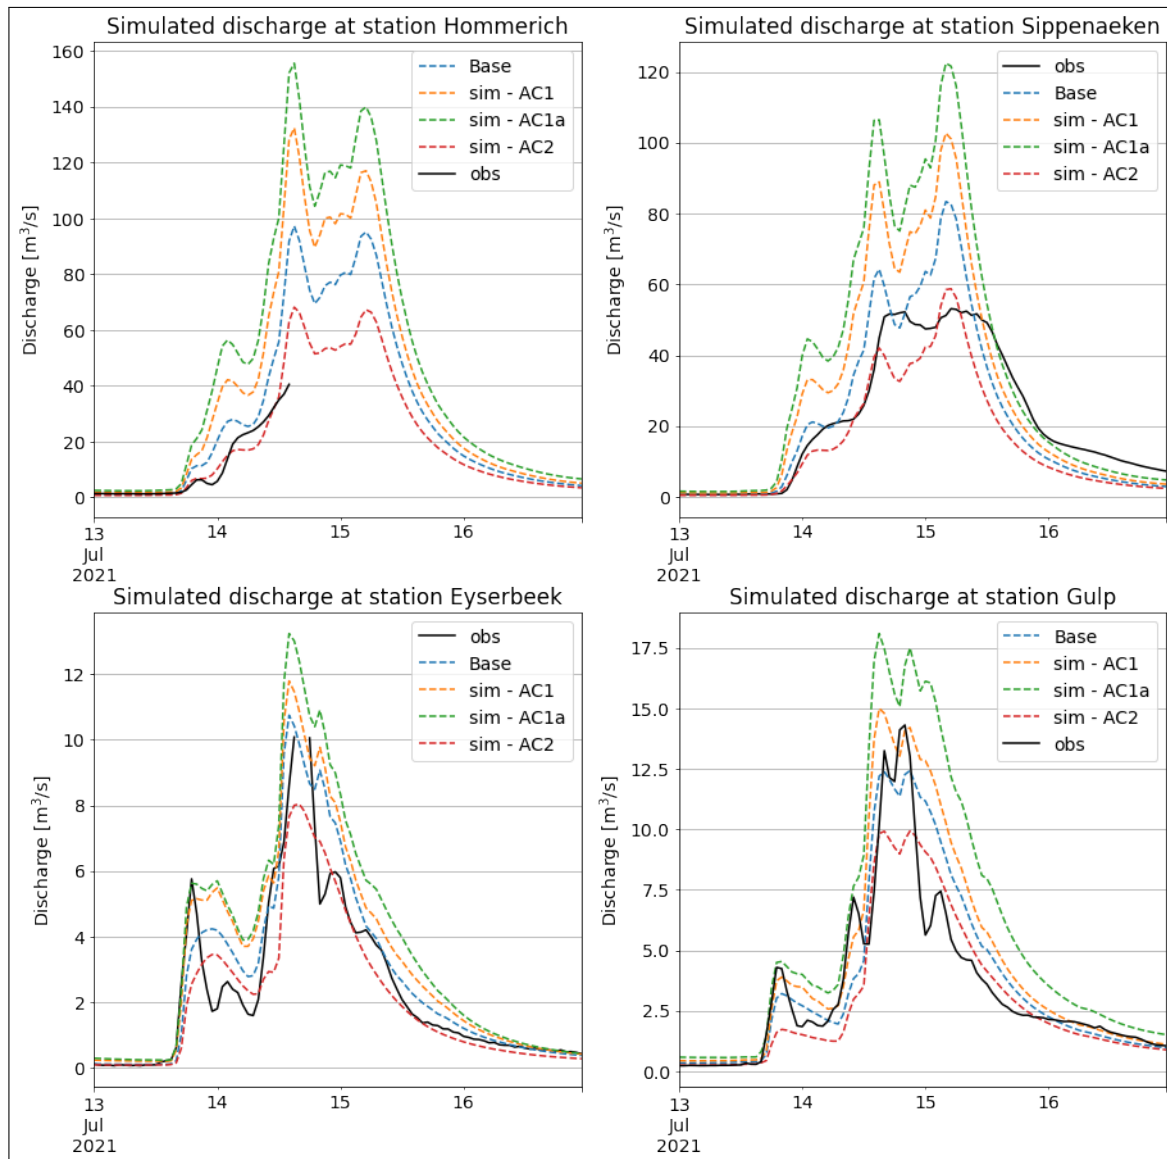 Simulated discharge at station Hommerich
Discharge [m³/s]
160
140
120
100
80
60
40
20
0
Base
sim - AC1
sim - AC1a
sim - AC2
obs
13
Jul
2021
14
15
16
Simulated discharge at station Sippenaeken
Discharge [m³/s]
120
100
80
60
40
20
0
obs
Base
sim - AC1
sim - AC1a
sim - AC2
13
Jul
2021
14
15
16
Simulated discharge at station Eyserbeek
Discharge [m³/s]
12
10
8
6
4
2
0
obs
Base
sim - AC1
sim - AC1a
sim - AC2
13
Jul
2021
14
15
16
Simulated discharge at station Gulp
Discharge [m³/s]
17.5
15.0
12.5
10.0
7.5
5.0
2.5
0.0
Base
sim - AC1
sim - AC1a
sim - AC2
obs
13
Jul
2021
14
15
16